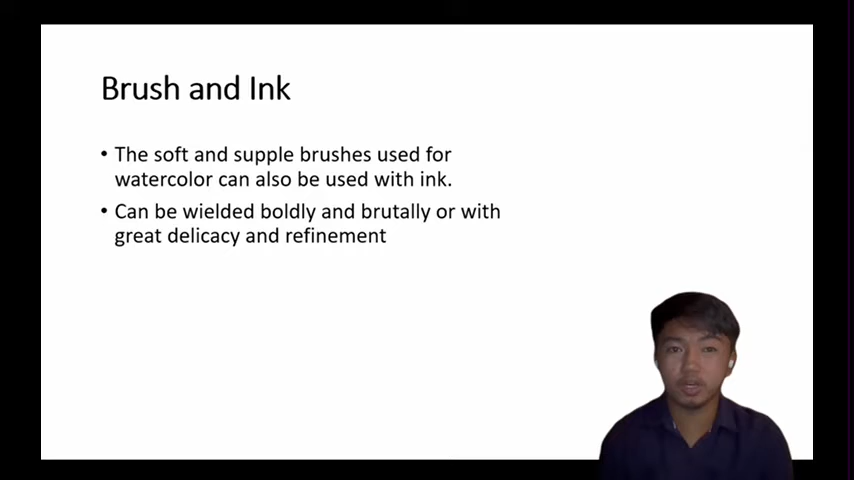 Brush and Ink
• The soft and supple brushes used for
watercolor can also be used with ink.
• Can be wielded boldly and brutally or with
great delicacy and refinement